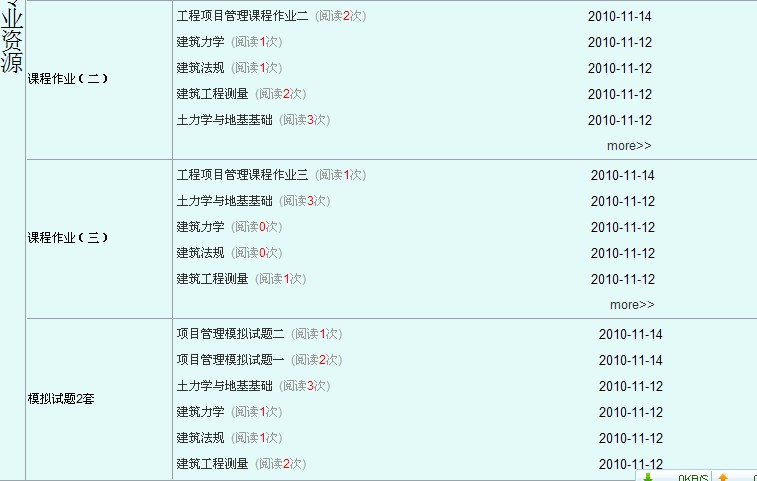 业资源
课程作业（二）
工程项目管理课程作业二 (阅读2次) 2010-11-14
建筑力学 (阅读1次) 2010-11-12
建筑法规 (阅读1次) 2010-11-12
建筑工程测量 (阅读2次) 2010-11-12
土力学与地基基础 (阅读3次) 2010-11-12
more>>
课程作业（三）
工程项目管理课程作业三 (阅读1次) 2010-11-14
土力学与地基基础 (阅读3次) 2010-11-12
建筑力学 (阅读0次) 2010-11-12
建筑法规 (阅读0次) 2010-11-12
建筑工程测量 (阅读1次) 2010-11-12
more>>
模拟试题2套
项目管理模拟试题二 (阅读1次) 2010-11-14
项目管理模拟试题一 (阅读2次) 2010-11-14
土力学与地基基础 (阅读3次) 2010-11-12
建筑力学 (阅读1次) 2010-11-12
建筑法规 (阅读1次) 2010-11-12
建筑工程测量 (阅读2次) 2010-11-12
0KB/S